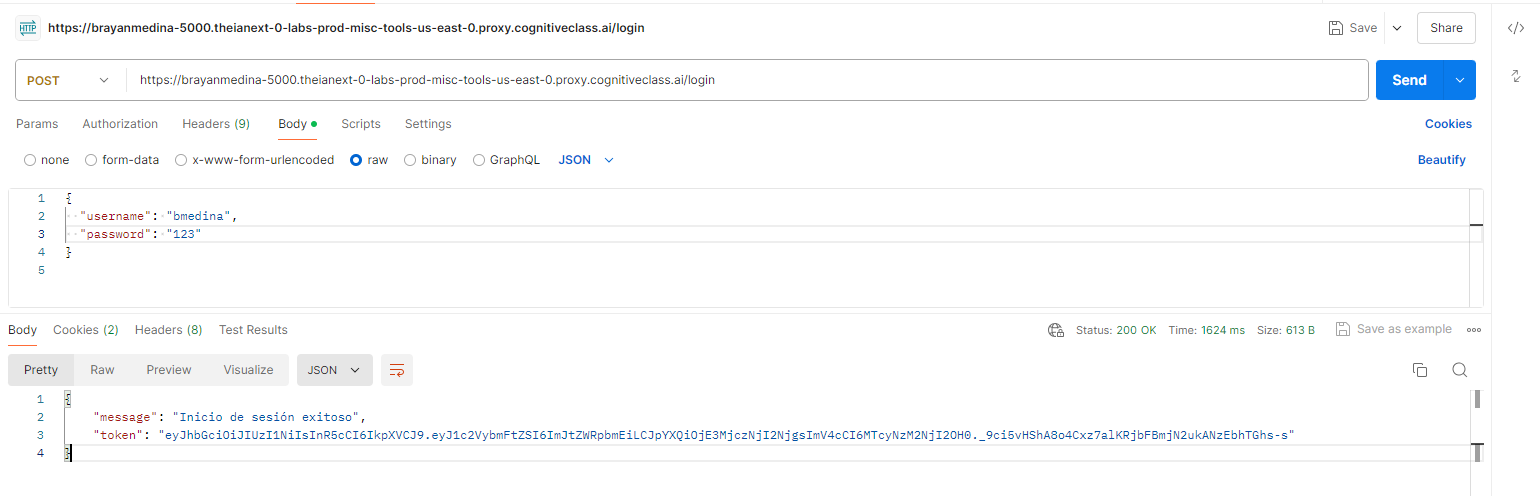 HTTP https://brayanmedina-5000.theianext-0-labs-prod-misc-tools-us-east-0.proxy.cognitiveclass.ai/login Save Share
POST https://brayanmedina-5000.theianext-0-labs-prod-misc-tools-us-east-0.proxy.cognitiveclass.ai/login Send
Params Authorization Headers (9) Body Scripts Settings Cookies
none form-data x-www-form-urlencoded raw binary GraphQL JSON Beautify
1 {
2 "username": "bmedina",
3 "password": "123"
4 }
5
Body Cookies (2) Headers (8) Test Results Status: 200 OK Time: 1624 ms Size: 613 B Save as example
Pretty Raw Preview Visualize JSON
1 {
2 "message": "Inicio de sesión exitoso",
3 "token": "eyJhbGciOiJIUzI1NiIsInR5cCI6IkpXVCJ9.eyJ1c2VybmFtZSI6ImJtZWRpbmEiLCJpYXQiOjE3MjczNjI2NjgsImV4cCI6MTcyNzM2NjI2OH0._9ci5vHShA8o4Cxz7alKRjbFBmjN2ukANzEbhTGhs-s"
4 }